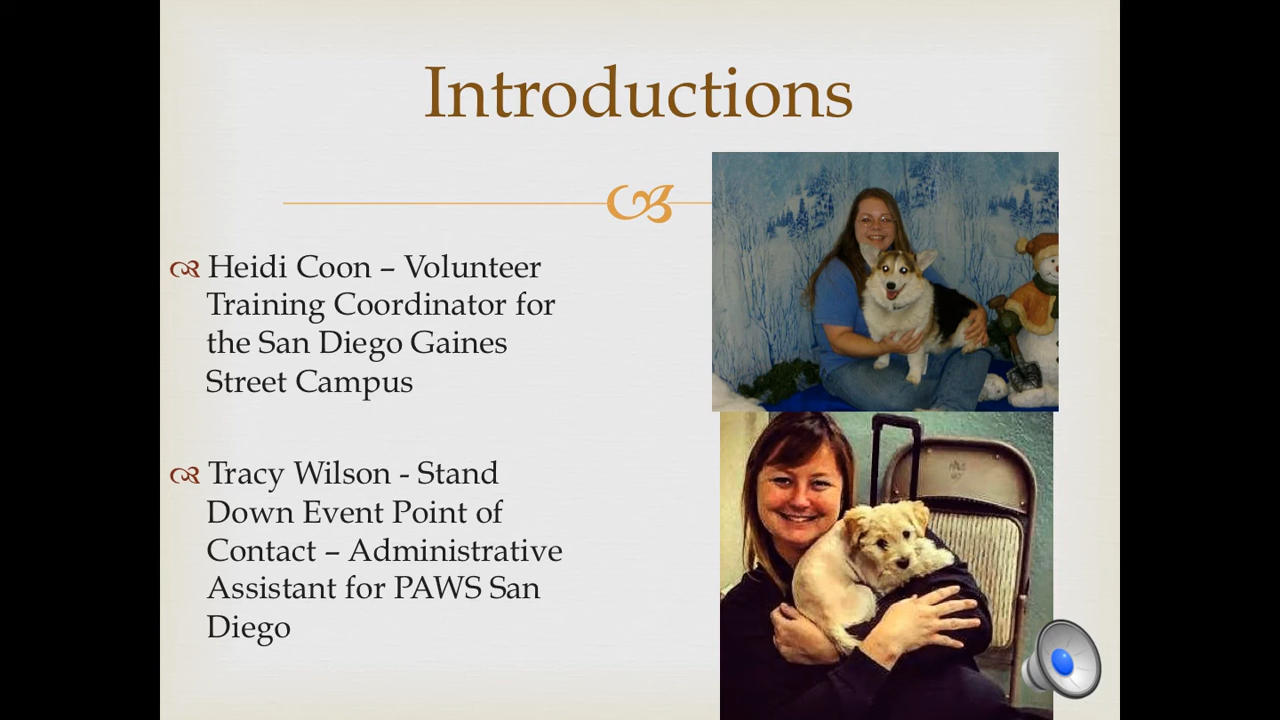 Introductions
Heidi Coon – Volunteer
Training Coordinator for
the San Diego Gaines
Street Campus
Tracy Wilson - Stand
Down Event Point of
Contact – Administrative
Assistant for PAWS San
Diego